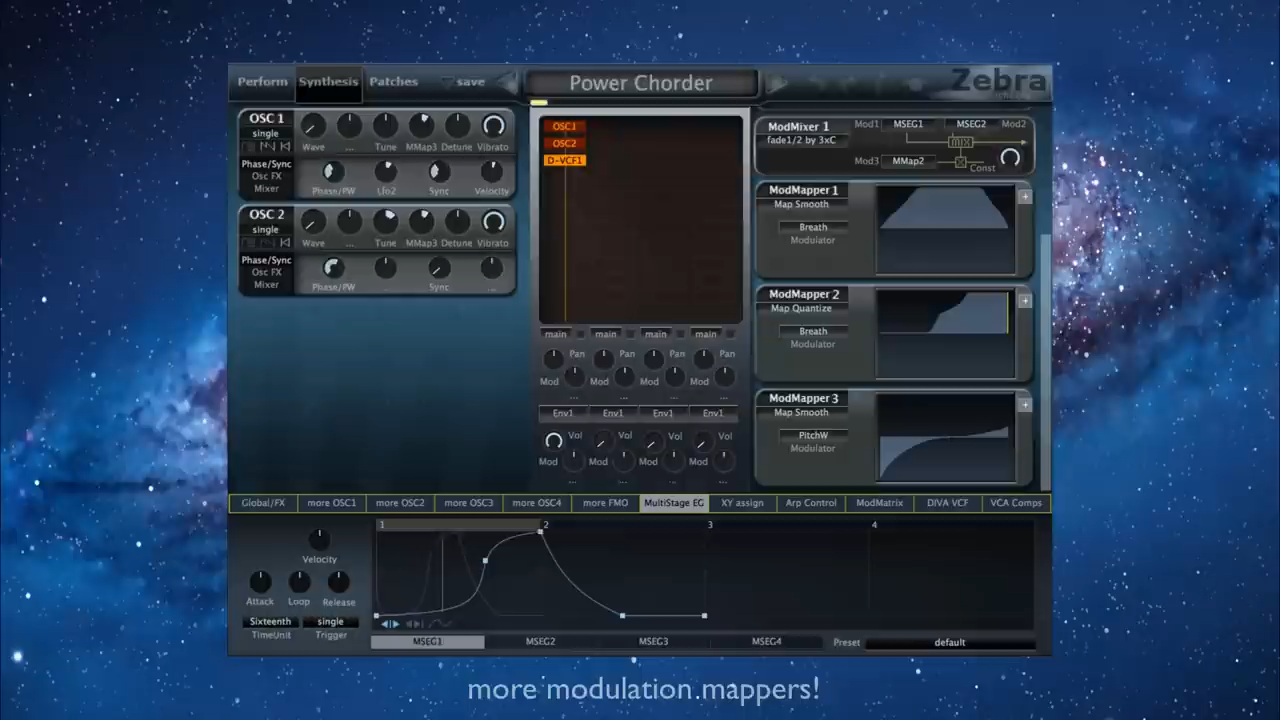 Perform Synthesis Patches save Power Chorder Zebra
OSC 1
single
Wave ... Tune MMap3 Detune Vibrato
Phase/Sync
Osc FX
Mixer
Phase/PW Lfo2 Sync Velocity
OSC 2
single
Wave ... Tune MMap3 Detune Vibrato
Phase/Sync
Osc FX
Mixer
Phase/PW . Sync ...
OSC1
OSC2
D-VCF1
main main main main
Pan Pan Pan Pan
Mod Mod Mod Mod
... ... ... ...
Env1 Env1 Env1 Env1
Vol Vol Vol Vol
Mod Mod Mod Mod
... ... ... ...
ModMixer 1 Mod1 MSEG1 MSEG2 Mod2
fade1/2 by 3xC mix
Mod3 MMap2 Const
ModMapper 1
Map Smooth
Breath
Modulator
+
ModMapper 2
Map Quantize
Breath
Modulator
+
ModMapper 3
Map Smooth
PitchW
Modulator
+
Global/FX more OSC1 more OSC2 more OSC3 more OSC4 more FMO MultiStage EG XY assign Arp Control ModMatrix DIVA VCF VCA Comps
1 2 3 4
Velocity
Attack Loop Release
Sixteenth single
TimeUnit Trigger
MSEG1 MSEG2 MSEG3 MSEG4 Preset default
more modulation mappers!